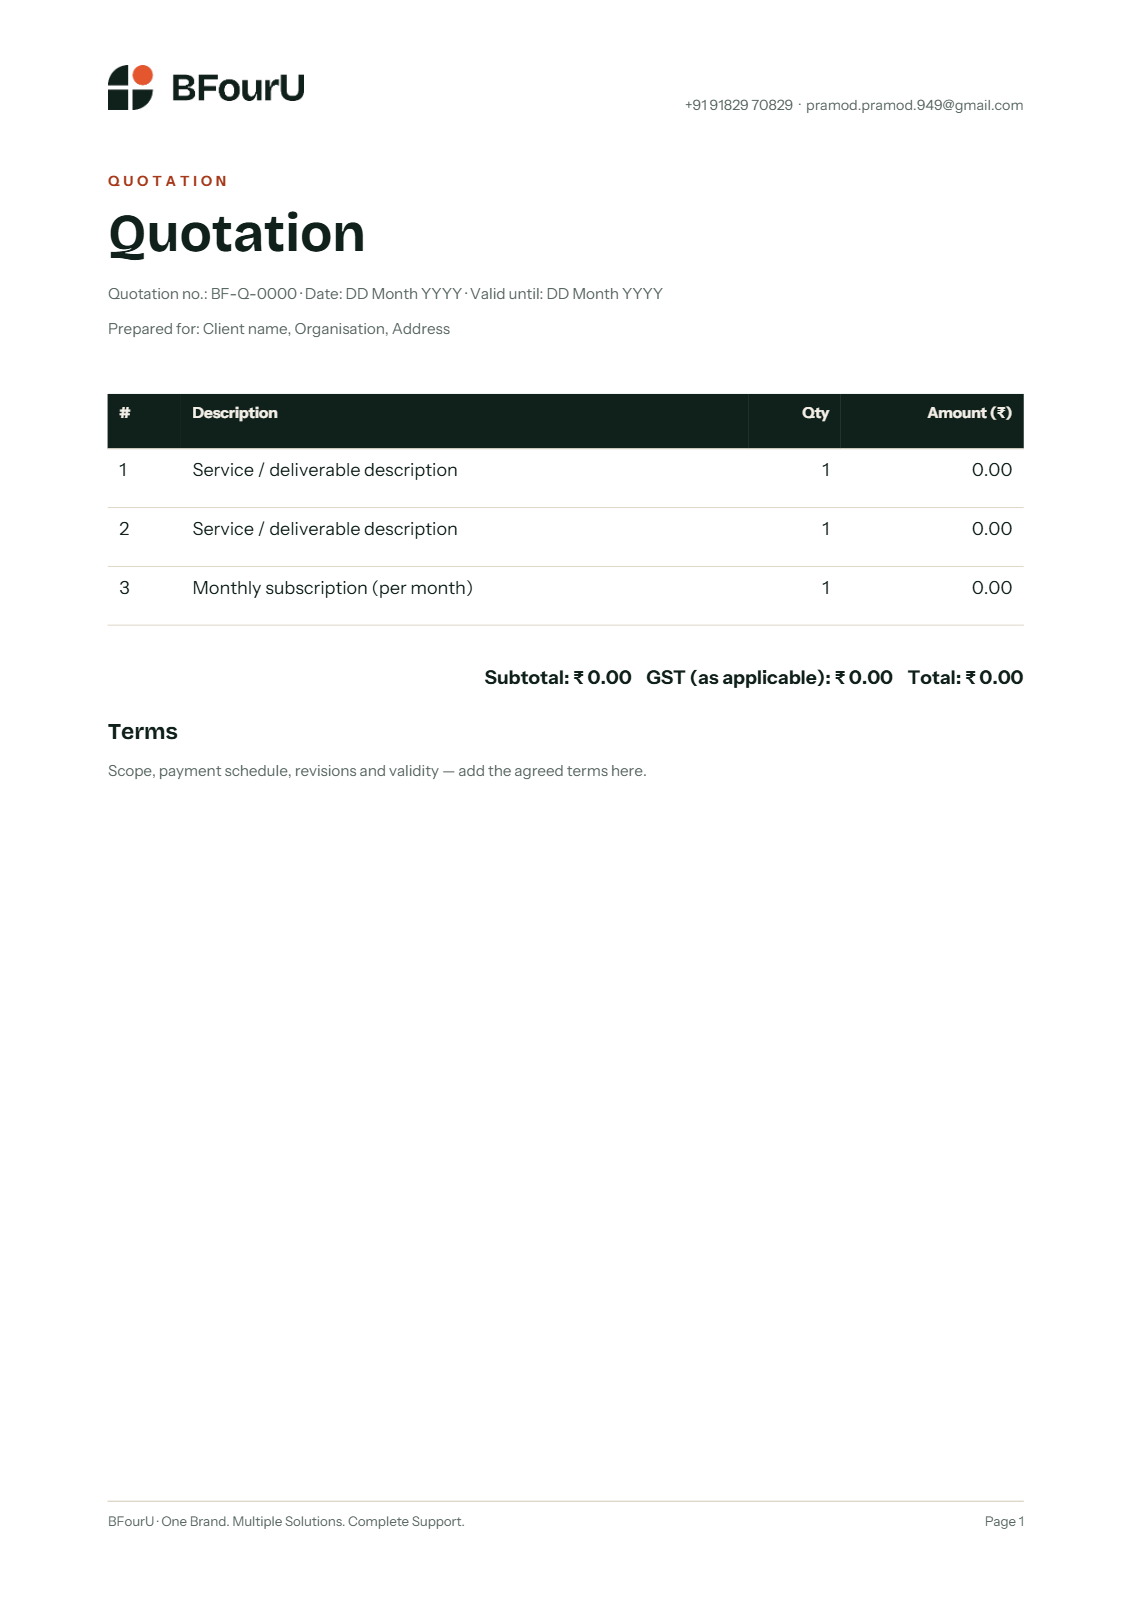 BFourU
+91 91829 70829 · pramod.pramod.949@gmail.com
QUOTATION
Quotation
Quotation no.: BF-Q-0000 · Date: DD Month YYYY · Valid until: DD Month YYYY
Prepared for: Client name, Organisation, Address
# Description Qty Amount (₹)
1 Service / deliverable description 1 0.00
2 Service / deliverable description 1 0.00
3 Monthly subscription (per month) 1 0.00
Subtotal: ₹ 0.00 GST (as applicable): ₹ 0.00 Total: ₹ 0.00
Terms
Scope, payment schedule, revisions and validity — add the agreed terms here.
BFourU · One Brand. Multiple Solutions. Complete Support. Page 1